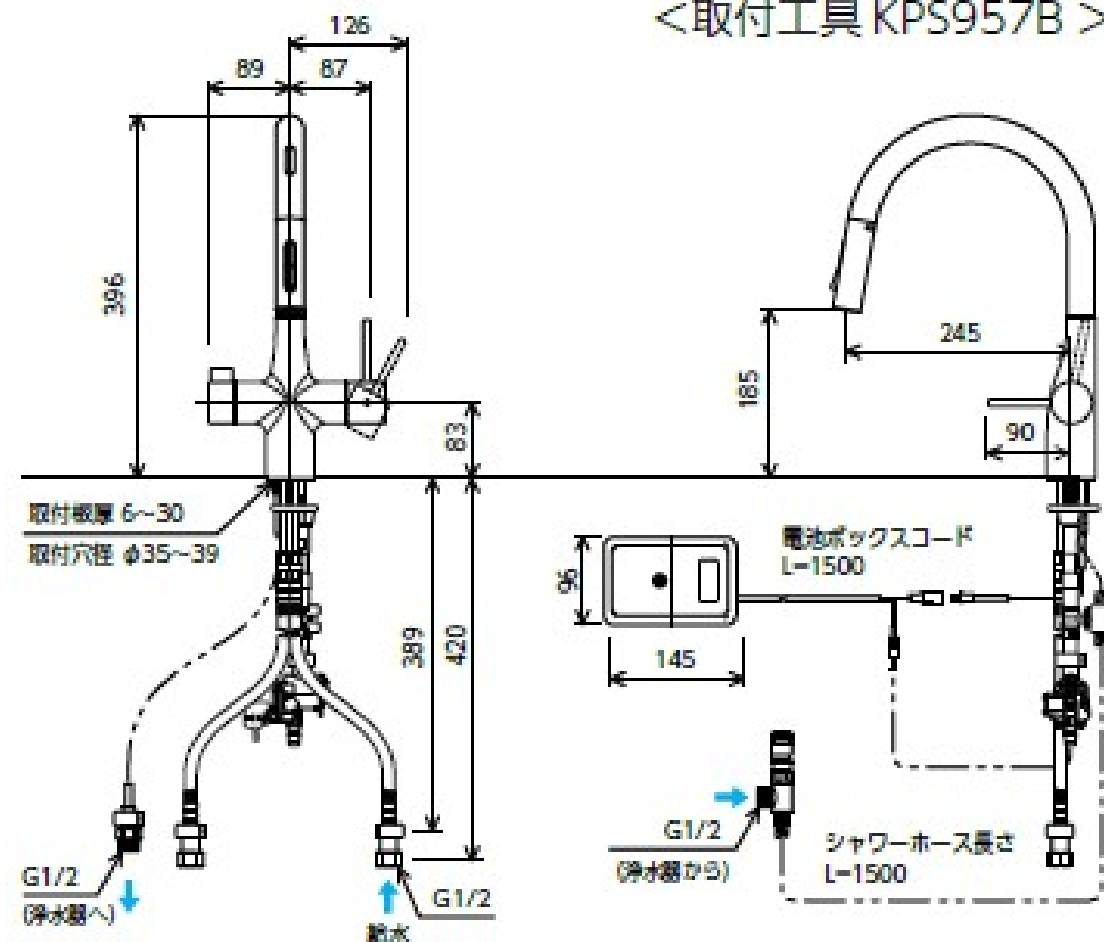 <取付工具 KPS957B >
126
89
87
396
83
取付板厚 6~30
取付穴径 φ35~39
389
420
G1/2
(浄水器へ)
G1/2
給水
245
185
90
電池ボックスコード
L=1500
96
145
G1/2
(浄水器から)
シャワーホース長さ
L=1500